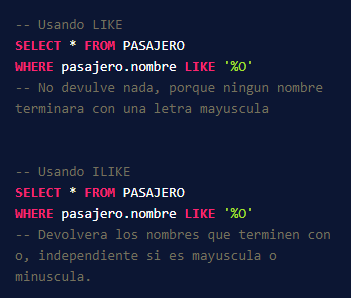 -- Usando LIKE
SELECT * FROM PASAJERO
WHERE pasajero.nombre LIKE '%O'
-- No devulve nada, porque ningun nombre
terminara con una letra mayuscula
-- Usando ILIKE
SELECT * FROM PASAJERO
WHERE pasajero.nombre LIKE '%O'
-- Devolvera los nombres que terminen con
o, independiente si es mayuscula o
minuscula.